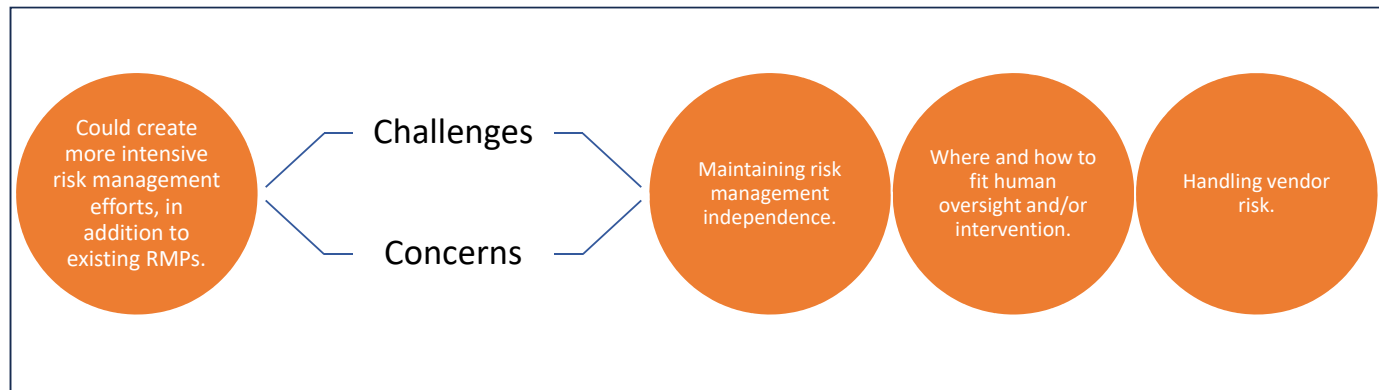 Could create
more intensive
risk management
efforts, in
addition to
existing RMPs.
Challenges
Concerns
Maintaining risk
management
independence.
Where and how to
fit human
oversight and/or
intervention.
Handling vendor
risk.